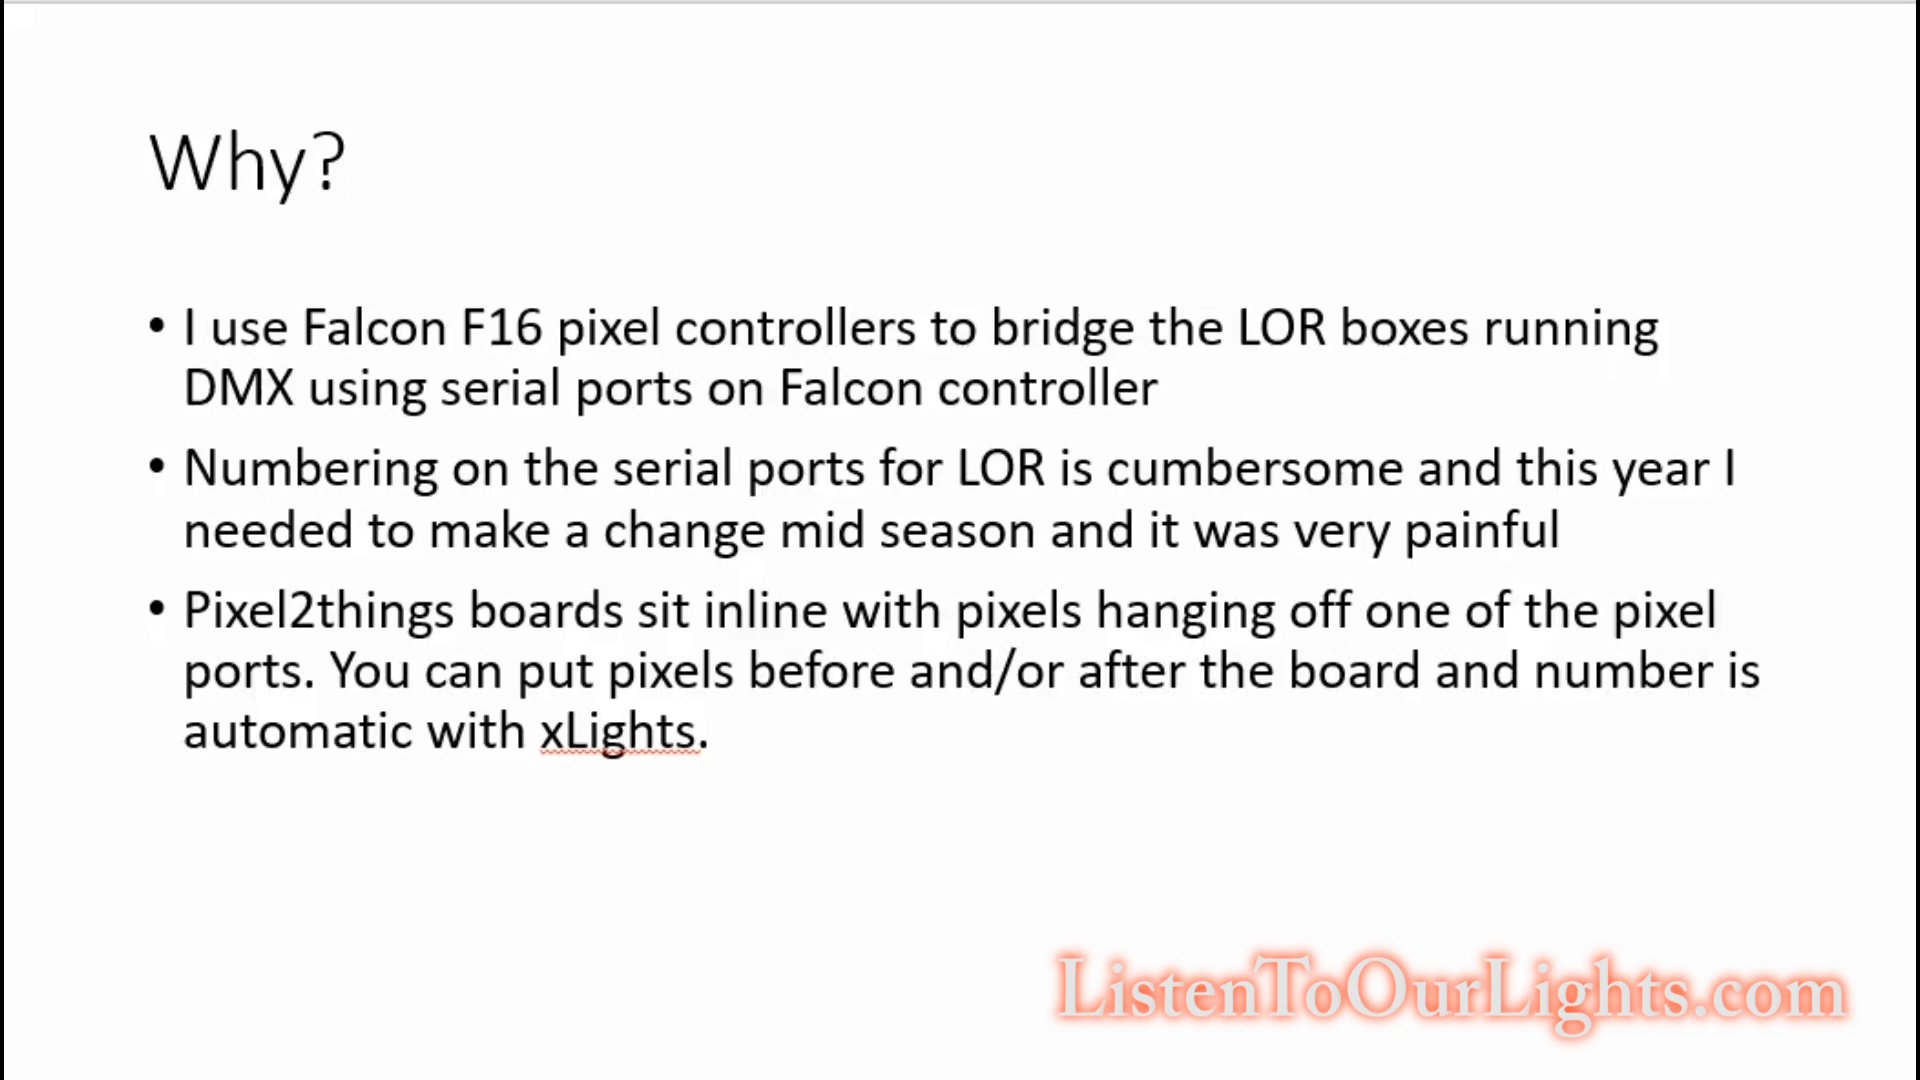 Why?
• I use Falcon F16 pixel controllers to bridge the LOR boxes running
DMX using serial ports on Falcon controller
• Numbering on the serial ports for LOR is cumbersome and this year I
needed to make a change mid season and it was very painful
• Pixel2things boards sit inline with pixels hanging off one of the pixel
ports. You can put pixels before and/or after the board and number is
automatic with xLights.
ListenToOurLights.com